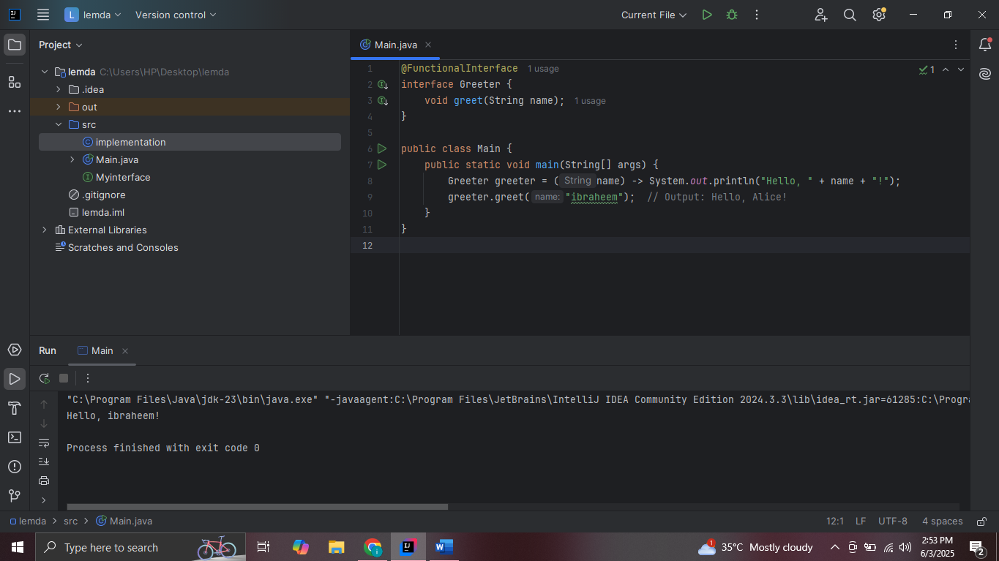 L lemda Version control Current File
Project
Main.java
lemda C:\Users\HP\Desktop\lemda
.idea
out
src
implementation
Main.java
Myinterface
.gitignore
lemda.iml
External Libraries
Scratches and Consoles
1 @FunctionalInterface 1 usage
2 interface Greeter {
3 void greet(String name); 1 usage
4 }
5
6 public class Main {
7 public static void main(String[] args) {
8 Greeter greeter = ( String name) -> System.out.println("Hello, " + name + "!");
9 greeter.greet( name: "ibraheem"); // Output: Hello, Alice!
10 }
11 }
12
1
Run Main
"C:\Program Files\Java\jdk-23\bin\java.exe" "-javaagent:C:\Program Files\JetBrains\IntelliJ IDEA Community Edition 2024.3.3\lib\idea_rt.jar=61285:C:\Progra
Hello, ibraheem!
Process finished with exit code 0
lemda > src > Main.java 12:1 LF UTF-8 4 spaces
Type here to search
1 35°C Mostly cloudy
2:53 PM
6/3/2025
2